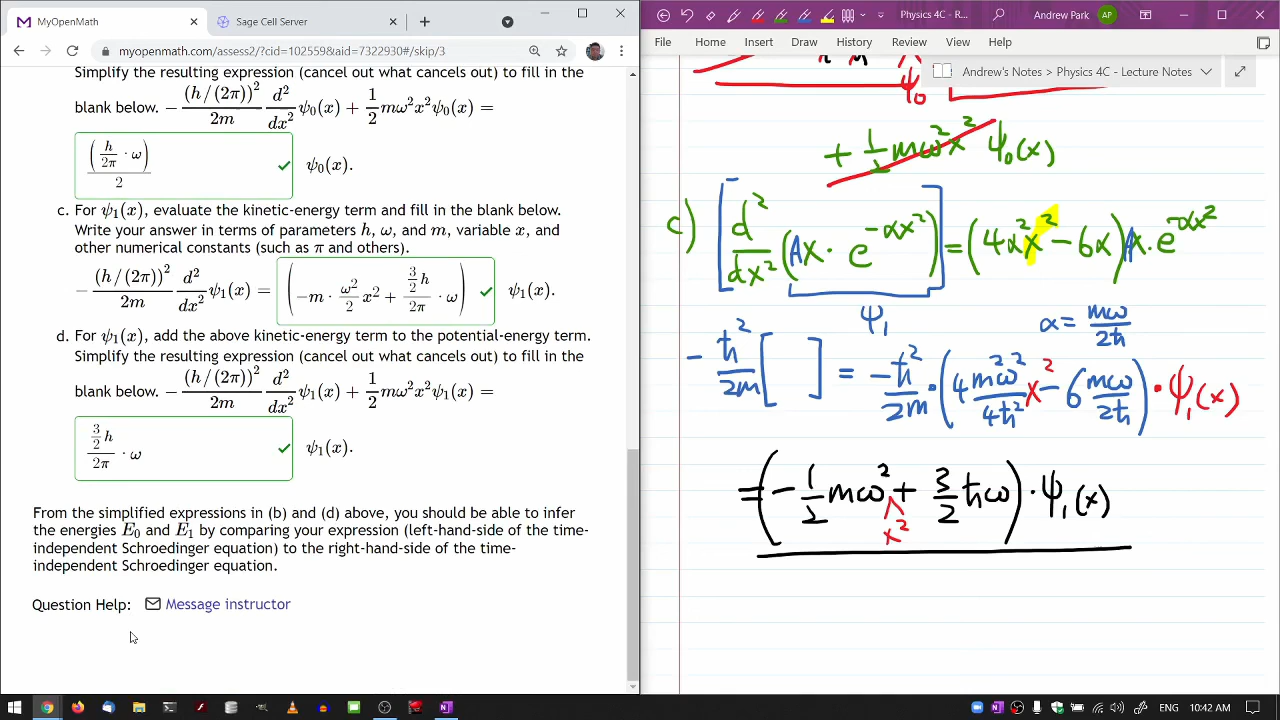 MyOpenMath
Sage Cell Server
myopenmath.com/assess2/?cid=102559&aid=7322930#/skip/3
Simplify the resulting expression (cancel out what cancels out) to fill in the
blank below. − (h/(2π))² / 2m d²/dx² ψ₀(x) + 1/2 mω²x²ψ₀(x) =
(h/2π · ω)/2 ψ₀(x).
c. For ψ₁(x), evaluate the kinetic-energy term and fill in the blank below.
Write your answer in terms of parameters h, ω, and m, variable x, and
other numerical constants (such as π and others).
− (h/(2π))² / 2m d²/dx² ψ₁(x) = (−m · ω²/2 x² + 3/2 h / 2π · ω) ψ₁(x).
d. For ψ₁(x), add the above kinetic-energy term to the potential-energy term.
Simplify the resulting expression (cancel out what cancels out) to fill in the
blank below. − (h/(2π))² / 2m d²/dx² ψ₁(x) + 1/2 mω²x²ψ₁(x) =
3/2 h / 2π · ω ψ₁(x).
From the simplified expressions in (b) and (d) above, you should be able to infer
the energies E₀ and E₁ by comparing your expression (left-hand-side of the time-
independent Schroedinger equation) to the right-hand-side of the time-
independent Schroedinger equation.
Question Help: Message instructor
Physics 4C - L
Andrew Park AP
File Home Insert Draw History Review View Help
Andrew's Notes > Physics 4C - Lecture Notes
ψ₀
+ 1/2 mω²x² ψ₀(x)
c) [d²/dx² (Ax · e^−αx²)] = (4α²x² − 6α)Ax · e^−αx²
ψ₁
α = mω/2ħ
− ħ²/2m [ ] = −ħ²/2m · (4 m²ω²/4ħ² x² − 6 mω/2ħ) · ψ₁(x)
= (− 1/2 mω² + 3/2 ħω) · ψ₁(x)
x²
ENG 10:42 AM